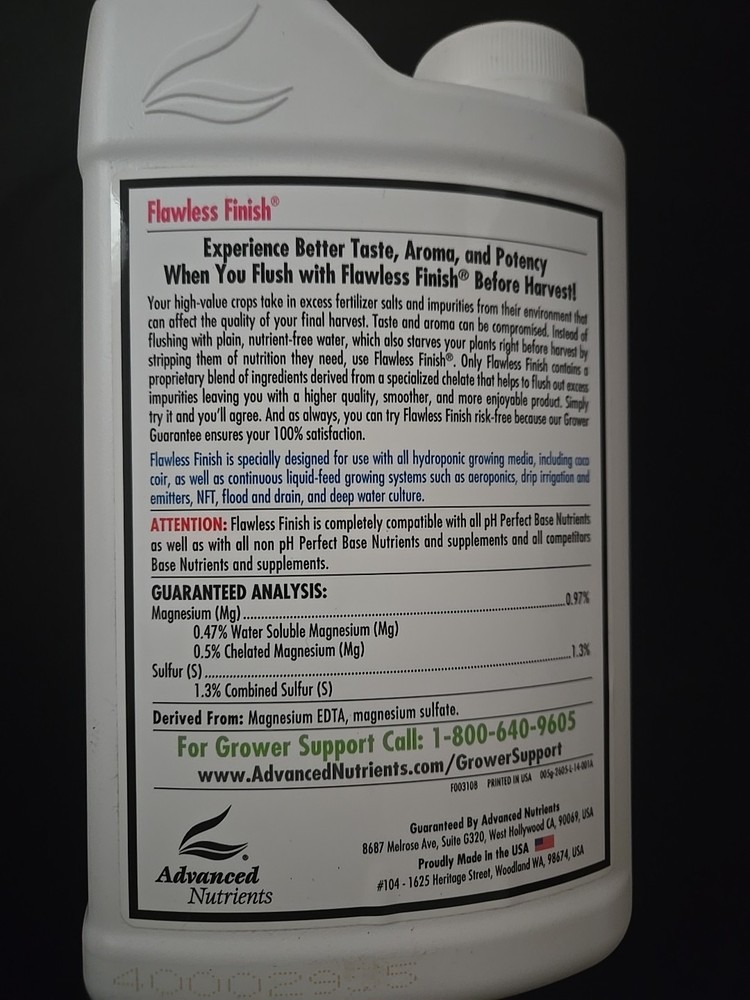 Flawless Finish®
Experience Better Taste, Aroma, and Potency
When You Flush with Flawless Finish® Before Harvest!
Your high-value crops take in excess fertilizer salts and impurities from their environment that
can affect the quality of your final harvest. Taste and aroma can be compromised. Instead of
flushing with plain, nutrient-free water, which also starves your plants right before harvest by
stripping them of nutrition they need, use Flawless Finish®. Only Flawless Finish contains a
proprietary blend of ingredients derived from a specialized chelate that helps to flush out excess
impurities leaving you with a higher quality, smoother, and more enjoyable product. Simply
try it and you'll agree. And as always, you can try Flawless Finish risk-free because our Grower
Guarantee ensures your 100% satisfaction.
Flawless Finish is specially designed for use with all hydroponic growing media, including coco
coir, as well as continuous liquid-feed growing systems such as aeroponics, drip irrigation and
emitters, NFT, flood and drain, and deep water culture.
ATTENTION: Flawless Finish is completely compatible with all pH Perfect Base Nutrients
as well as with all non pH Perfect Base Nutrients and supplements and all competitors
Base Nutrients and supplements.
GUARANTEED ANALYSIS:
Magnesium (Mg)..........0.97%
0.47% Water Soluble Magnesium (Mg)
0.5% Chelated Magnesium (Mg)
Sulfur (S)..........1.3%
1.3% Combined Sulfur (S)
Derived From: Magnesium EDTA, magnesium sulfate.
For Grower Support Call: 1-800-640-9605
www.AdvancedNutrients.com/GrowerSupport
F003108 PRINTED IN USA 005g-2605-L-14-001A
Guaranteed By Advanced Nutrients
8687 Melrose Ave, Suite G320, West Hollywood CA, 90069, USA
Proudly Made in the USA
#104 - 1625 Heritage Street, Woodland WA, 98674, USA
Advanced
Nutrients